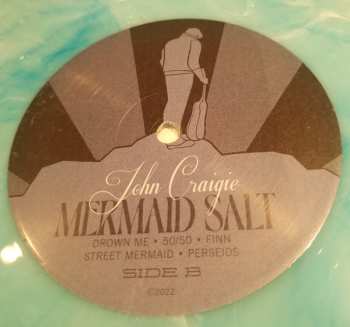 John Craigie
MERMAID SALT
DROWN ME • 50/50 • FINN
STREET MERMAID • PERSEIDS
SIDE B
©2022